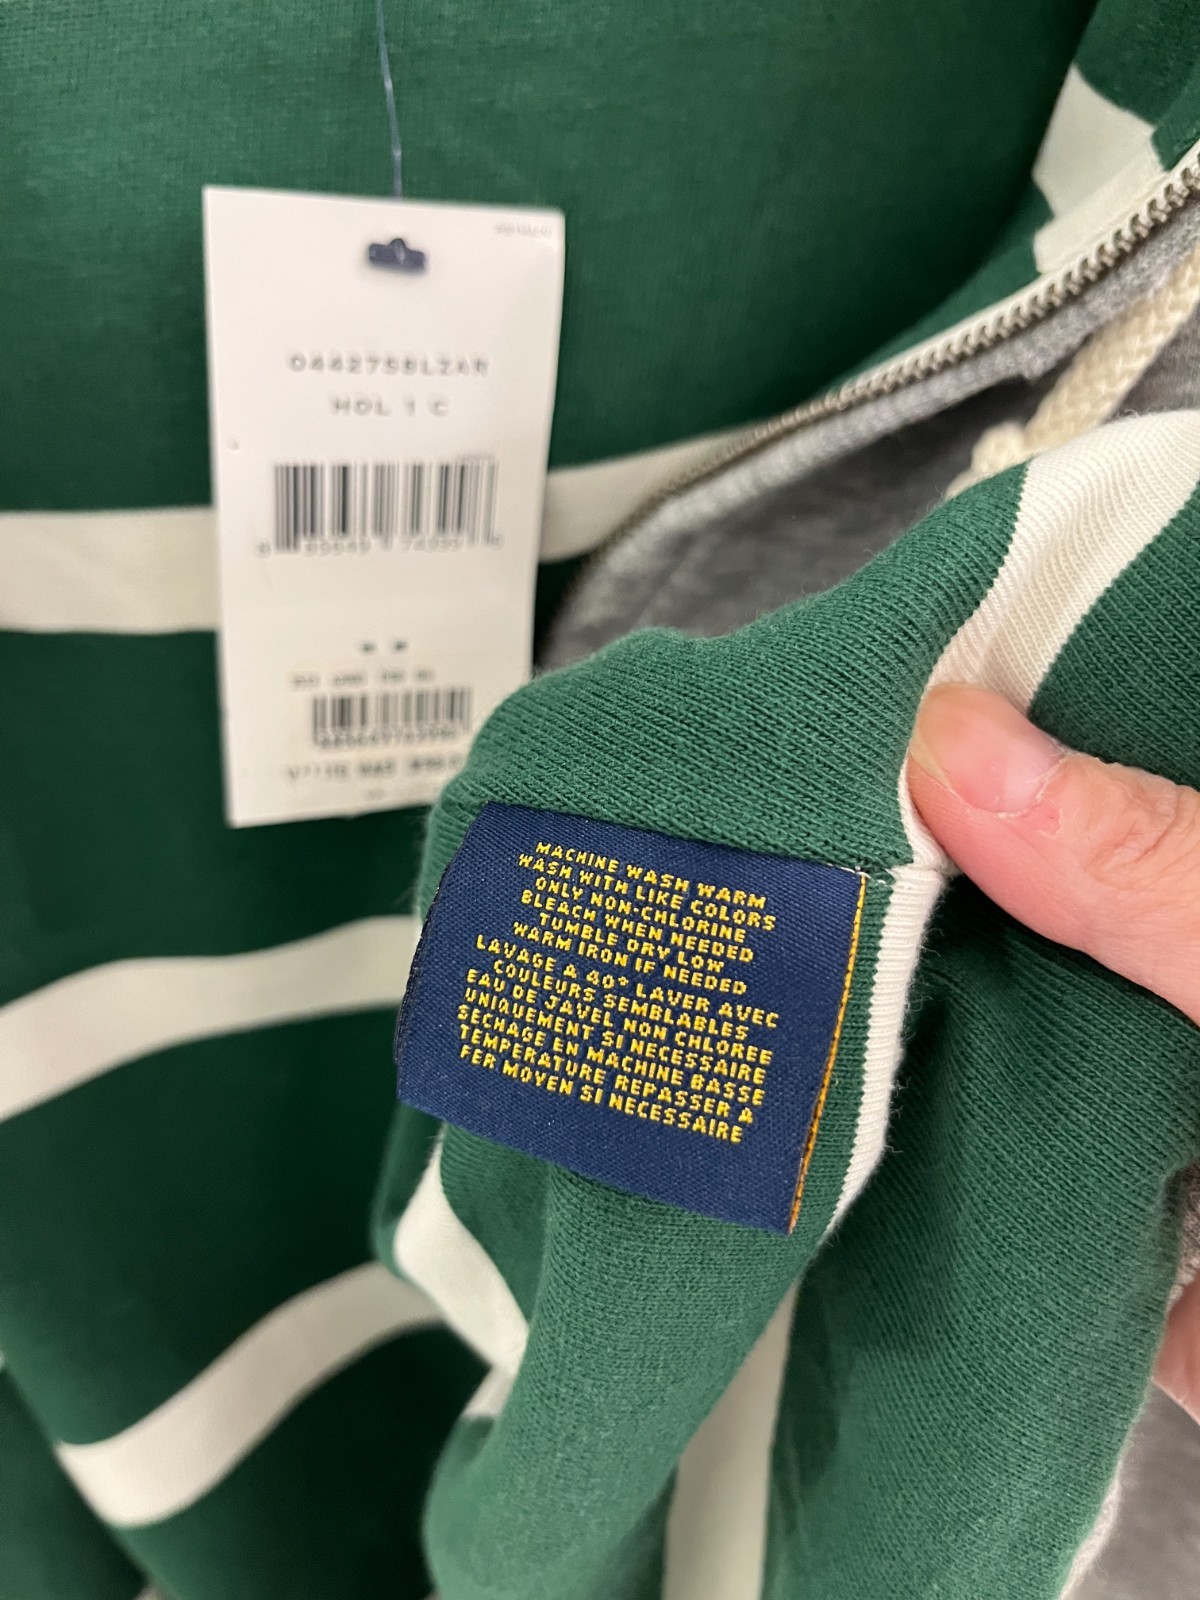 0442758LZAR
HOL 1 C
MACHINE WASH WARM
WASH WITH LIKE COLORS
ONLY NON-CHLORINE
BLEACH WHEN NEEDED
TUMBLE DRY LOW
WARM IRON IF NEEDED
LAVAGE A 40° LAVER AVEC
COULEURS SEMBLABLES
EAU DE JAVEL NON CHLOREE
UNIQUEMENT SI NECESSAIRE
SECHAGE EN MACHINE BASSE
TEMPERATURE REPASSER A
FER MOYEN SI NECESSAIRE